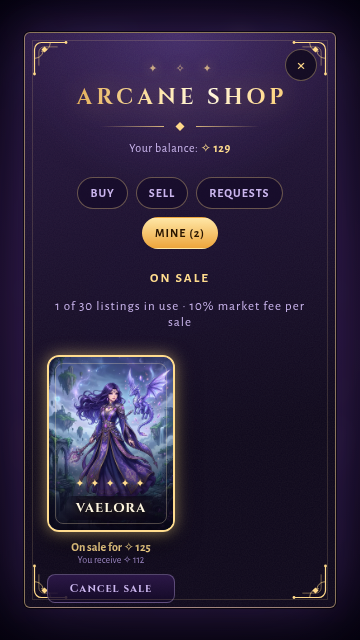 ARCANE SHOP
×
Your balance: ✧ 129
BUY
SELL
REQUESTS
MINE (2)
ON SALE
1 of 30 listings in use · 10% market fee per
sale
VAELORA
On sale for ✧ 125
You receive ✧ 112
CANCEL SALE